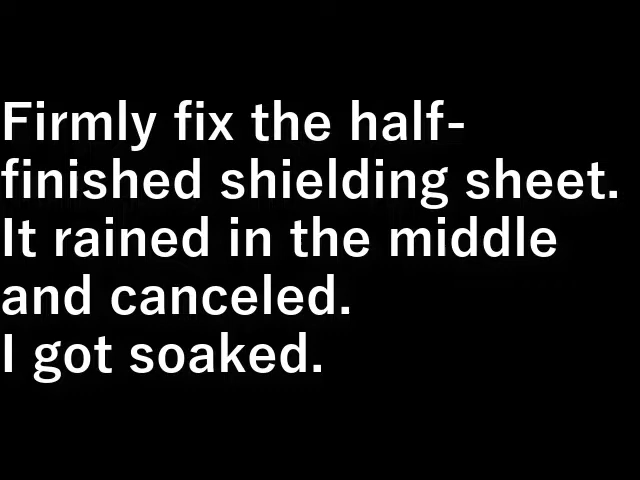 Firmly fix the half-
finished shielding sheet.
It rained in the middle
and canceled.
I got soaked.